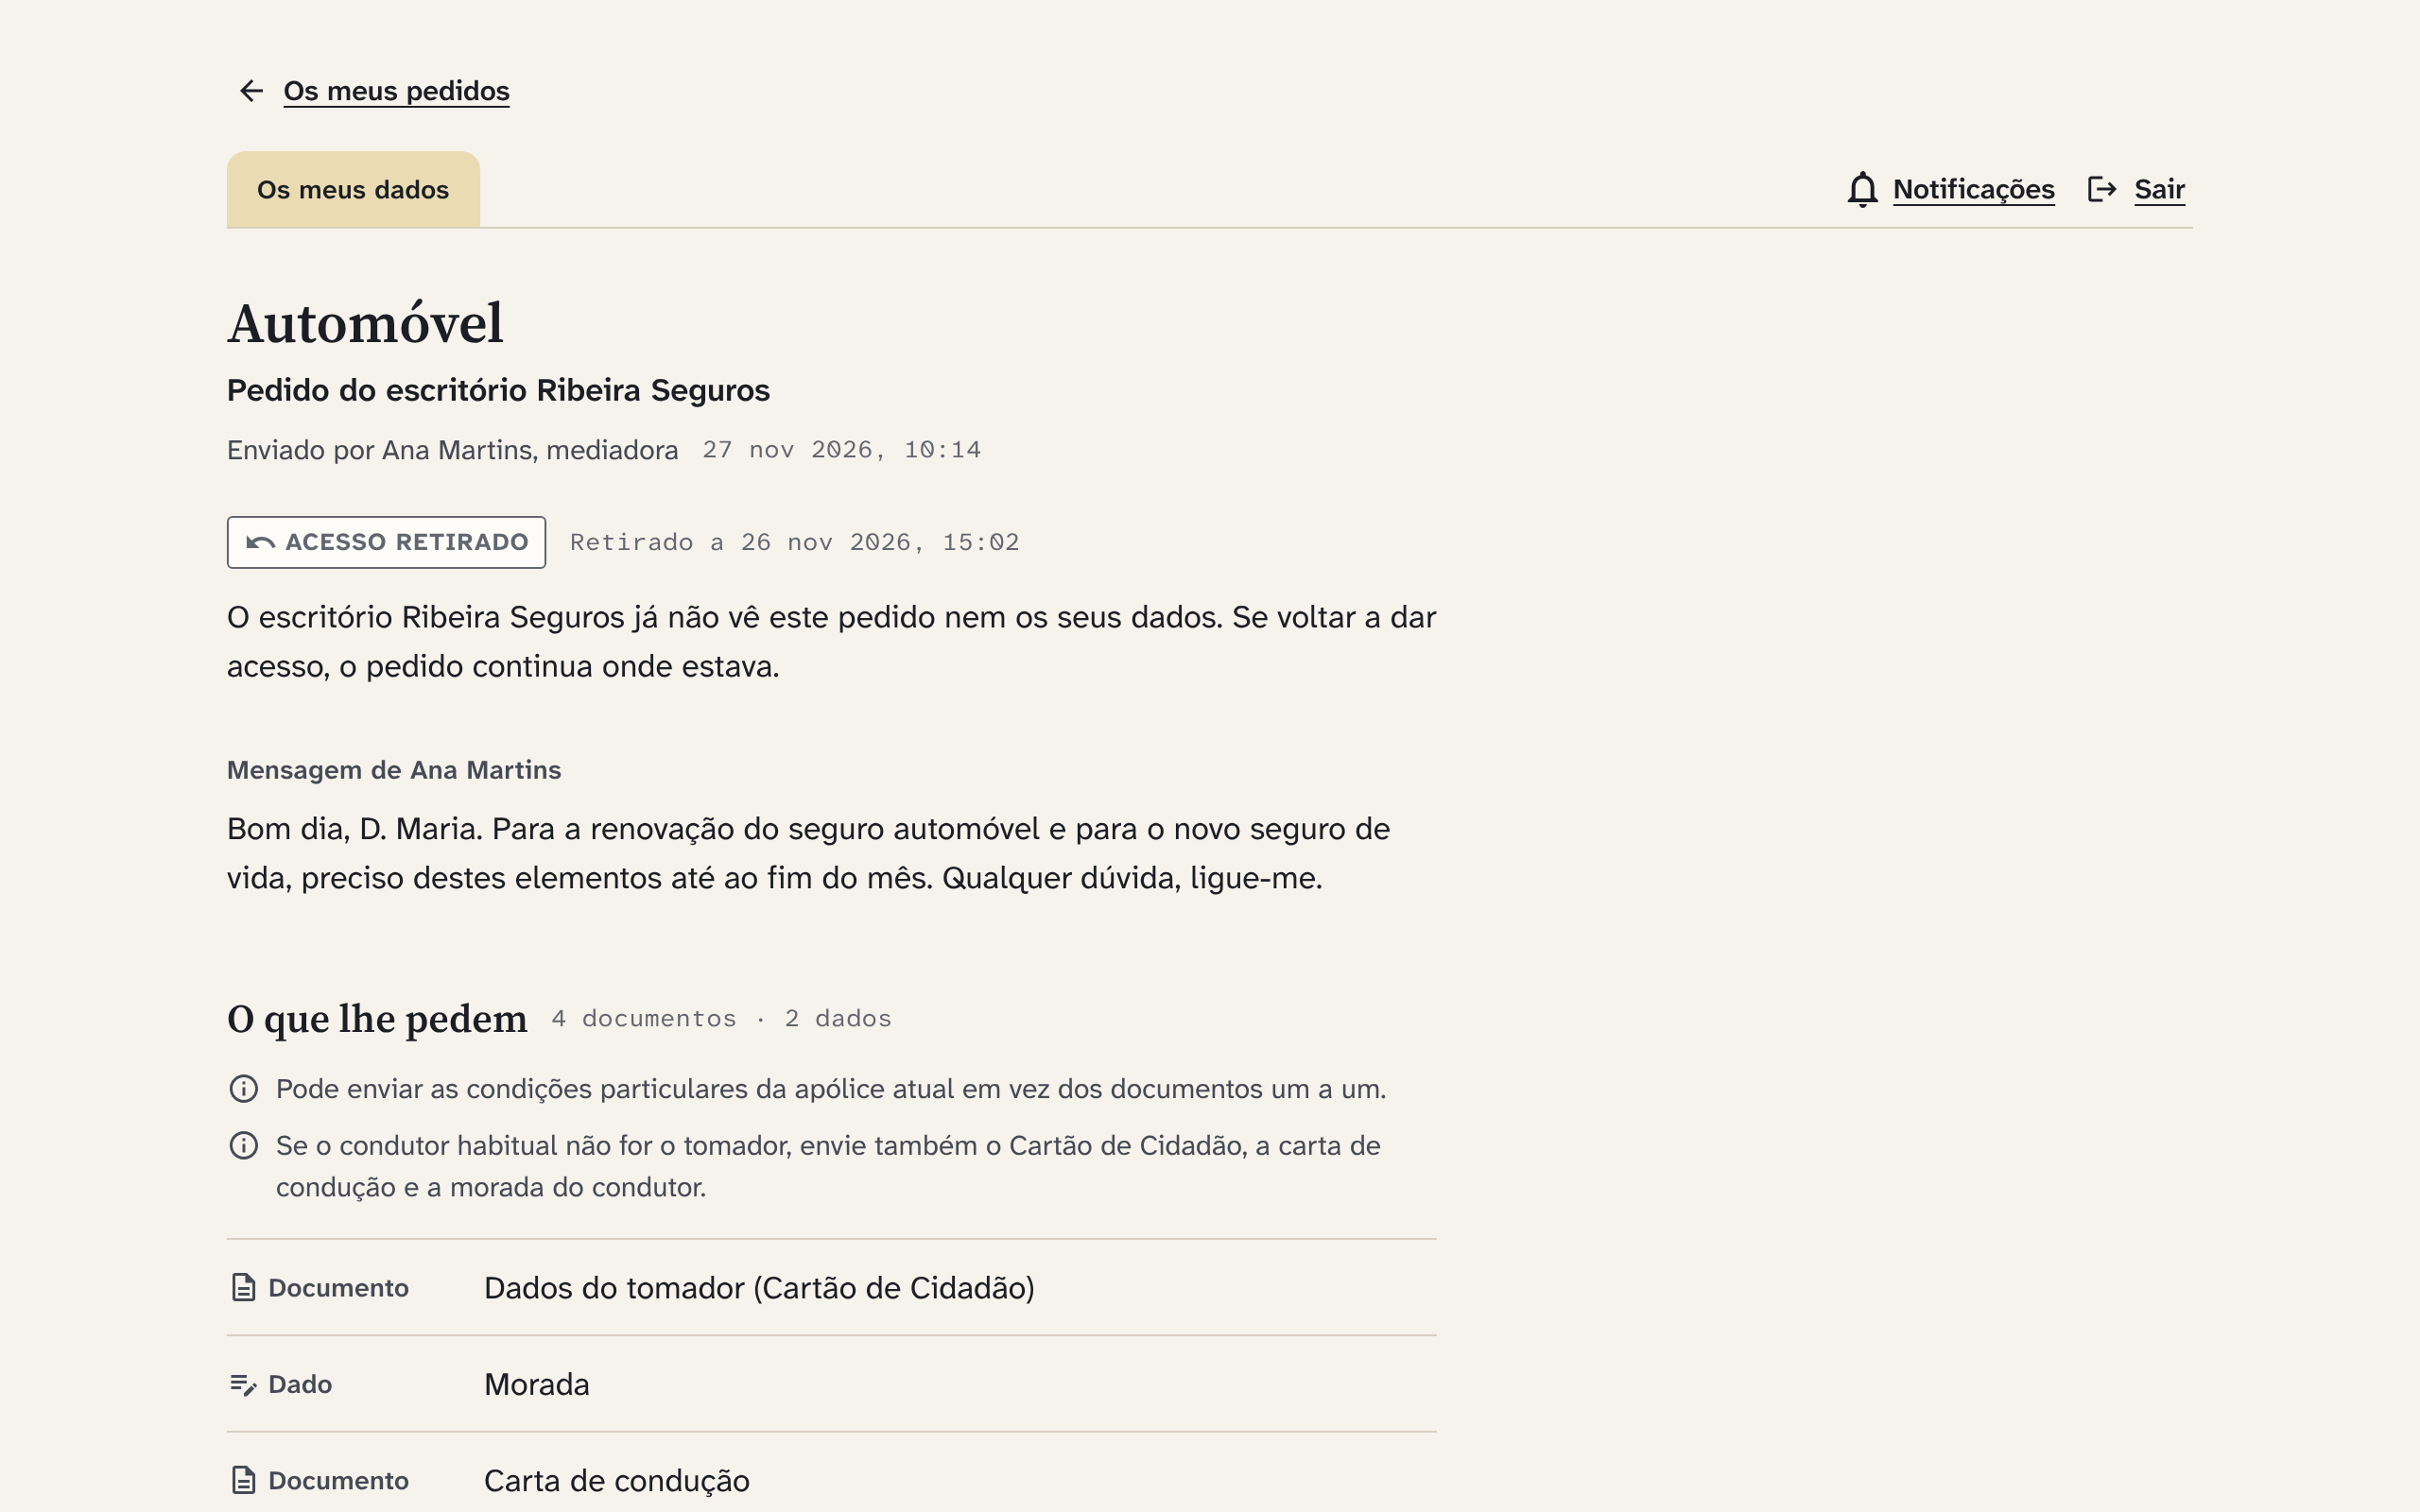 Os meus pedidos
Os meus dados
Notificações
Sair
Automóvel
Pedido do escritório Ribeira Seguros
Enviado por Ana Martins, mediadora 27 nov 2026, 10:14
ACESSO RETIRADO Retirado a 26 nov 2026, 15:02
O escritório Ribeira Seguros já não vê este pedido nem os seus dados. Se voltar a dar
acesso, o pedido continua onde estava.
Mensagem de Ana Martins
Bom dia, D. Maria. Para a renovação do seguro automóvel e para o novo seguro de
vida, preciso destes elementos até ao fim do mês. Qualquer dúvida, ligue-me.
O que lhe pedem 4 documentos · 2 dados
Pode enviar as condições particulares da apólice atual em vez dos documentos um a um.
Se o condutor habitual não for o tomador, envie também o Cartão de Cidadão, a carta de
condução e a morada do condutor.
Documento Dados do tomador (Cartão de Cidadão)
Dado Morada
Documento Carta de condução